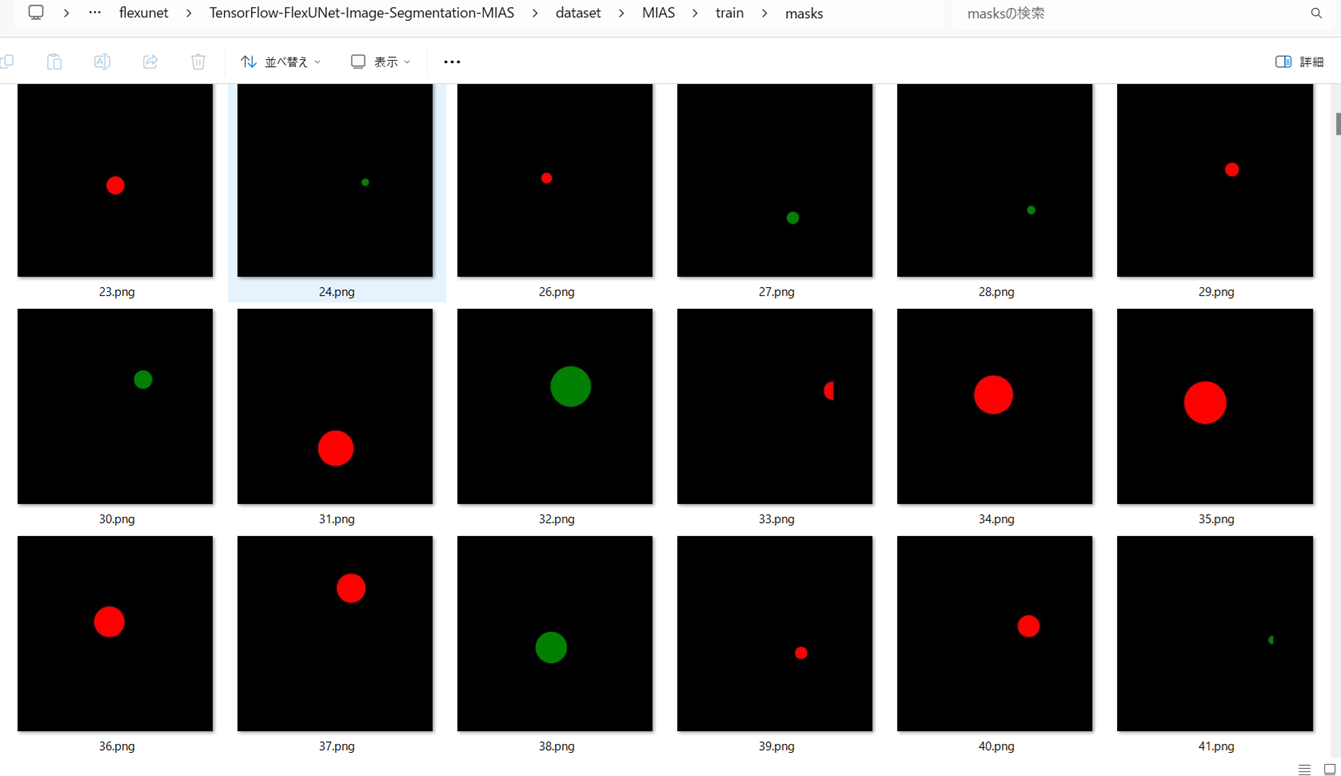 … flexunet > TensorFlow-FlexUNet-Image-Segmentation-MIAS > dataset > MIAS > train > masks masksの検索
並べ替え 表示 ••• 詳細
23.png 24.png 26.png 27.png 28.png 29.png
30.png 31.png 32.png 33.png 34.png 35.png
36.png 37.png 38.png 39.png 40.png 41.png